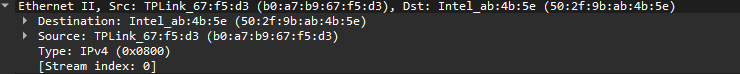 Ethernet II, Src: TPLink_67:f5:d3 (b0:a7:b9:67:f5:d3), Dst: Intel_ab:4b:5e (50:2f:9b:ab:4b:5e)
Destination: Intel_ab:4b:5e (50:2f:9b:ab:4b:5e)
Source: TPLink_67:f5:d3 (b0:a7:b9:67:f5:d3)
Type: IPv4 (0x0800)
[Stream index: 0]